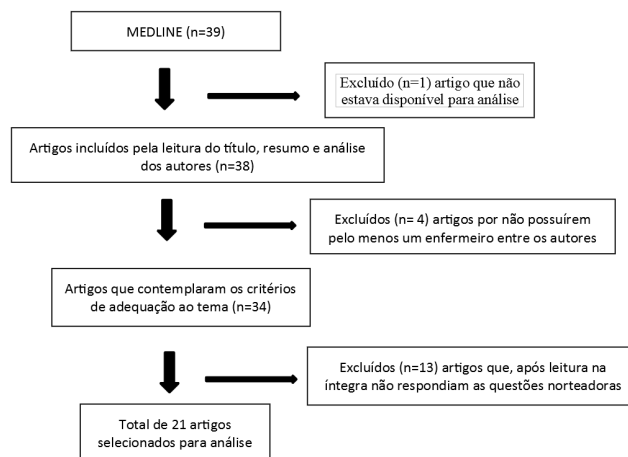 MEDLINE (n=39)
Excluído (n=1) artigo que não
estava disponível para análise
Artigos incluídos pela leitura do título, resumo e análise
dos autores (n=38)
Excluídos (n= 4) artigos por não possuírem
pelo menos um enfermeiro entre os autores
Artigos que contemplaram os critérios
de adequação ao tema (n=34)
Excluídos (n=13) artigos que, após leitura na
íntegra não respondiam as questões norteadoras
Total de 21 artigos
selecionados para análise